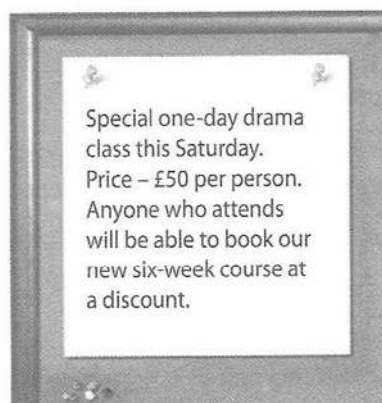 Special one-day drama
class this Saturday.
Price – £50 per person.
Anyone who attends
will be able to book our
new six-week course at
a discount.